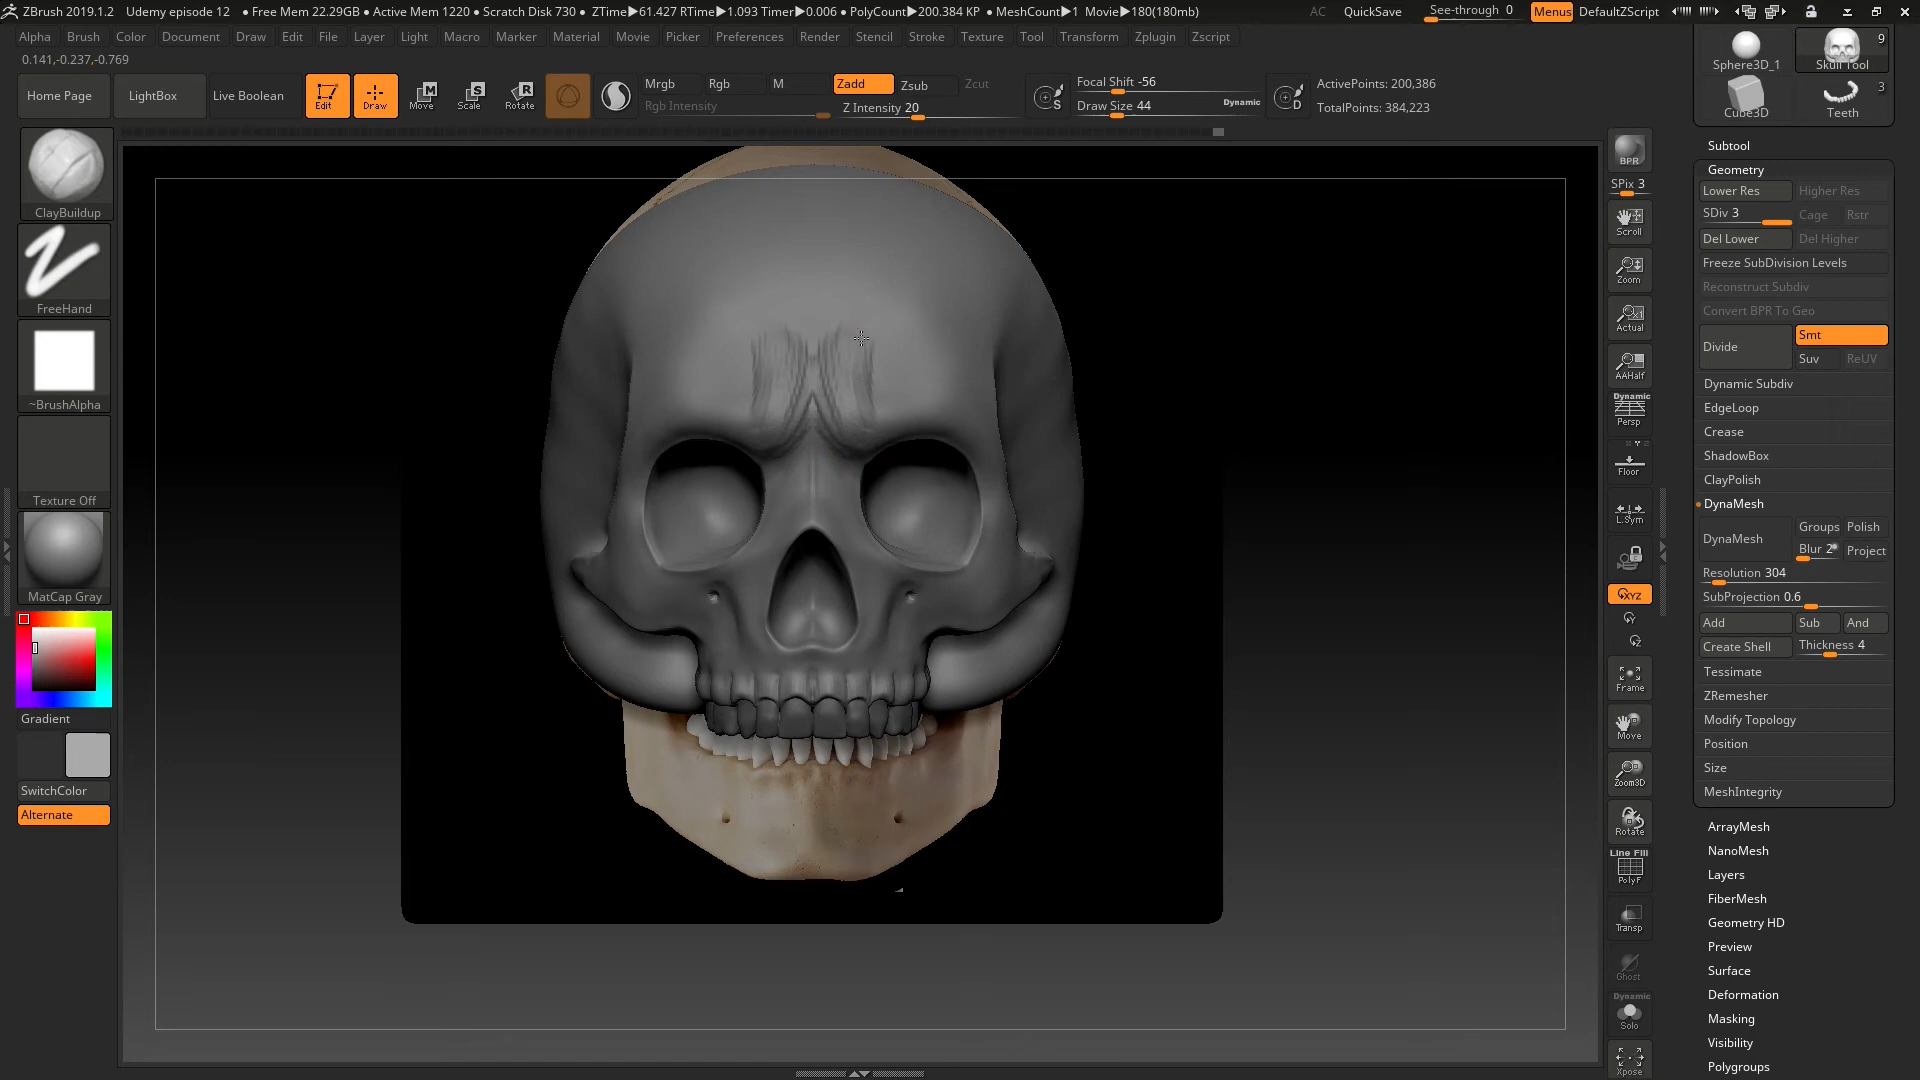 ZBrush 2019.1.2 Udemy episode 12 ● Free Mem 22.29GB ● Active Mem 1220 ● Scratch Disk 730 ● ZTime▶61.427 RTime▶1.093 Timer▶0.006 ● PolyCount▶200.384 KP ● MeshCount▶1 Movie▶180(180mb) AC QuickSave See-through 0 Menus DefaultZScript
Alpha Brush Color Document Draw Edit File Layer Light Macro Marker Material Movie Picker Preferences Render Stencil Stroke Texture Tool Transform Zplugin Zscript
0.141,-0.237,-0.769
Home Page LightBox Live Boolean Edit Draw Move Scale Rotate
Mrgb Rgb M Zadd Zsub Zcut
Rgb Intensity Z Intensity 20
S Focal Shift -56
Draw Size 44 Dynamic
D ActivePoints: 200,386
TotalPoints: 384,223
ClayBuildup
FreeHand
~BrushAlpha
Texture Off
MatCap Gray
Gradient
SwitchColor
Alternate
BPR
SPix 3
Scroll
Zoom
Actual
AAHalf
Dynamic
Persp
Floor
L.Sym
XYZ
Y
Z
Frame
Move
Zoom3D
Rotate
Line Fill
PolyF
Transp
Ghost
Dynamic
Solo
Xpose
Sphere3D_1 Skull Tool 9
Cube3D Teeth 3
Subtool
Geometry
Lower Res Higher Res
SDiv 3 Cage Rstr
Del Lower Del Higher
Freeze SubDivision Levels
Reconstruct Subdiv
Convert BPR To Geo
Divide Smt
Suv ReUV
Dynamic Subdiv
EdgeLoop
Crease
ShadowBox
ClayPolish
DynaMesh
DynaMesh Groups Polish
Blur 2 Project
Resolution 304
SubProjection 0.6
Add Sub And
Create Shell Thickness 4
Tessimate
ZRemesher
Modify Topology
Position
Size
MeshIntegrity
ArrayMesh
NanoMesh
Layers
FiberMesh
Geometry HD
Preview
Surface
Deformation
Masking
Visibility
Polygroups